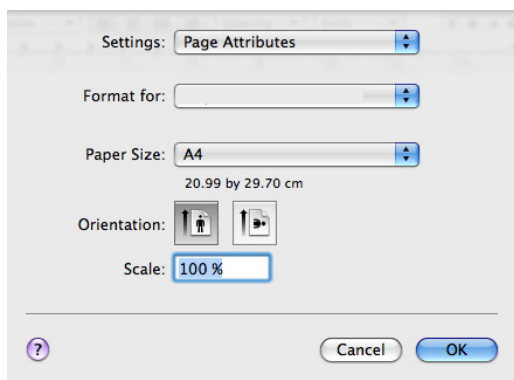 Settings: Page Attributes
Format for:
Paper Size: A4
20.99 by 29.70 cm
Orientation:
Scale: 100 %
? Cancel OK